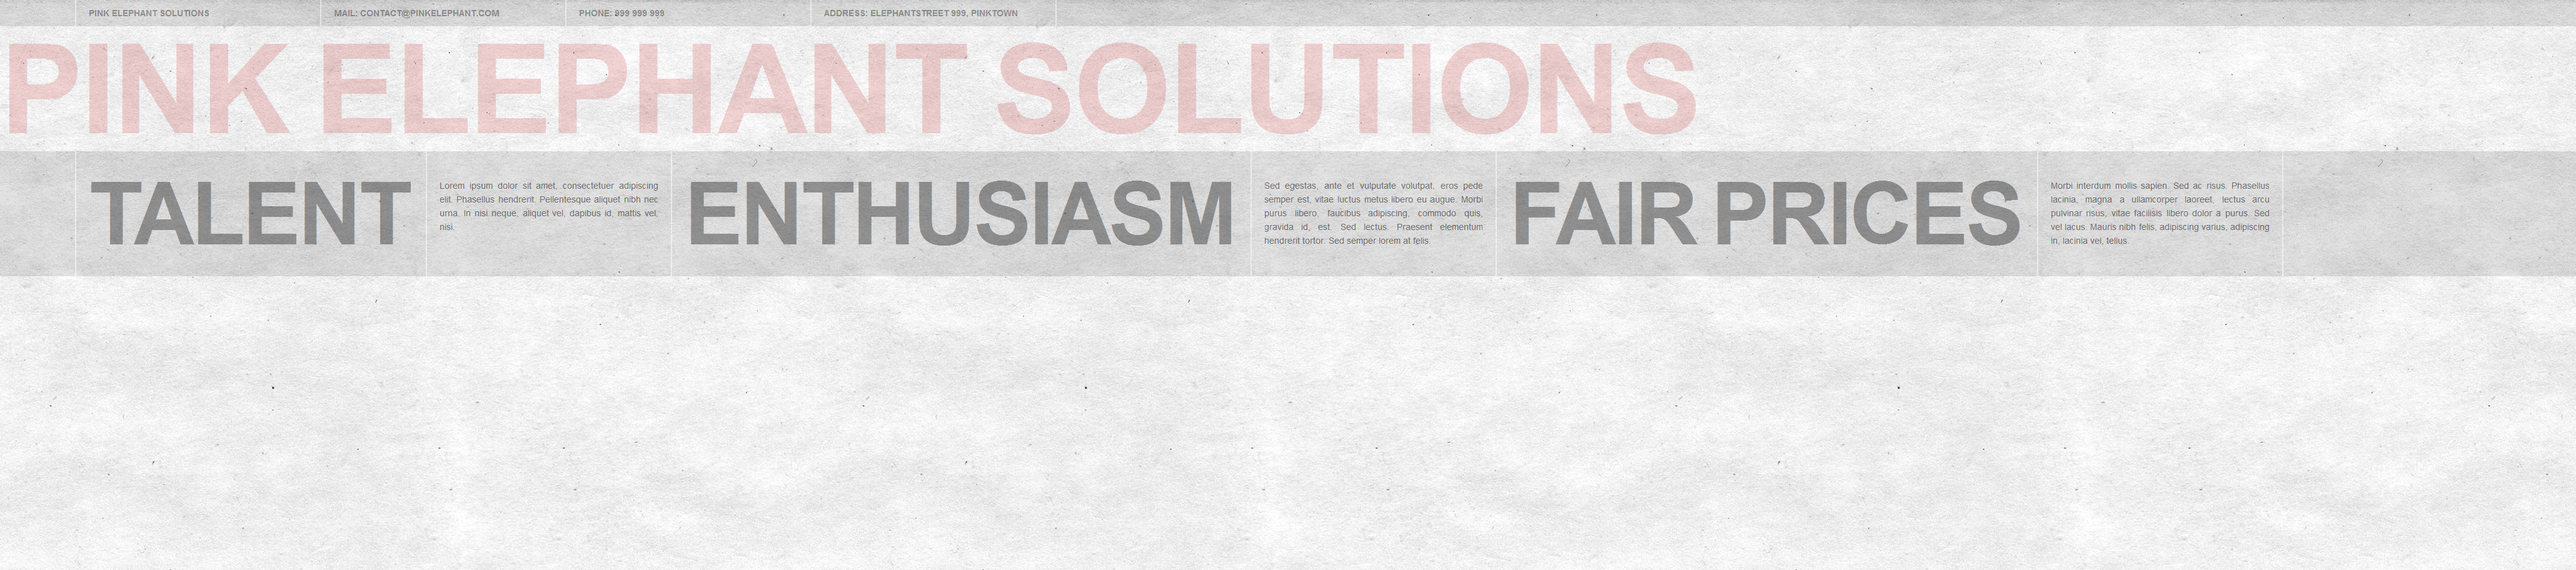 PINK ELEPHANT SOLUTIONS
MAIL: CONTACT@PINKELEPHANT.COM
PHONE: 999 999 999
ADDRESS: ELEPHANTSTREET 999, PINKTOWN
PINK ELEPHANT SOLUTIONS
TALENT
Lorem ipsum dolor sit amet, consectetuer adipiscing
elit. Phasellus hendrerit. Pellentesque aliquet nibh nec
urna. In nisi neque, aliquet vel, dapibus id, mattis vel,
nisi.
ENTHUSIASM
Sed egestas, ante et vulputate volutpat, eros pede
semper est, vitae luctus metus libero eu augue. Morbi
purus libero, faucibus adipiscing, commodo quis,
gravida id, est. Sed lectus. Praesent elementum
hendrerit tortor. Sed semper lorem at felis.
FAIR PRICES
Morbi interdum mollis sapien. Sed ac risus. Phasellus
lacinia, magna a ullamcorper laoreet, lectus arcu
pulvinar risus, vitae facilisis libero dolor a purus. Sed
vel lacus. Mauris nibh felis, adipiscing varius, adipiscing
in, lacinia vel, tellus.